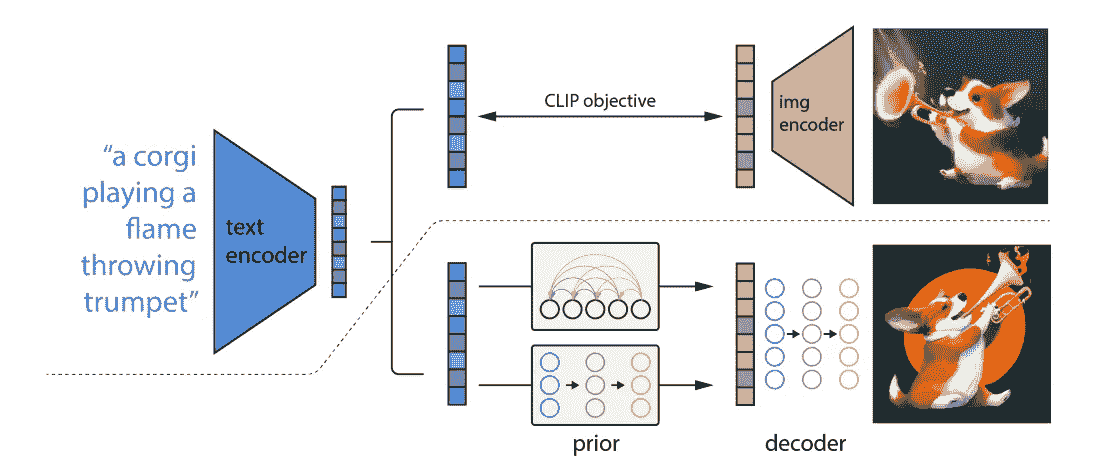 “a corgi
playing a
flame
throwing
trumpet”
text
encoder
CLIP objective
img
encoder
prior
decoder